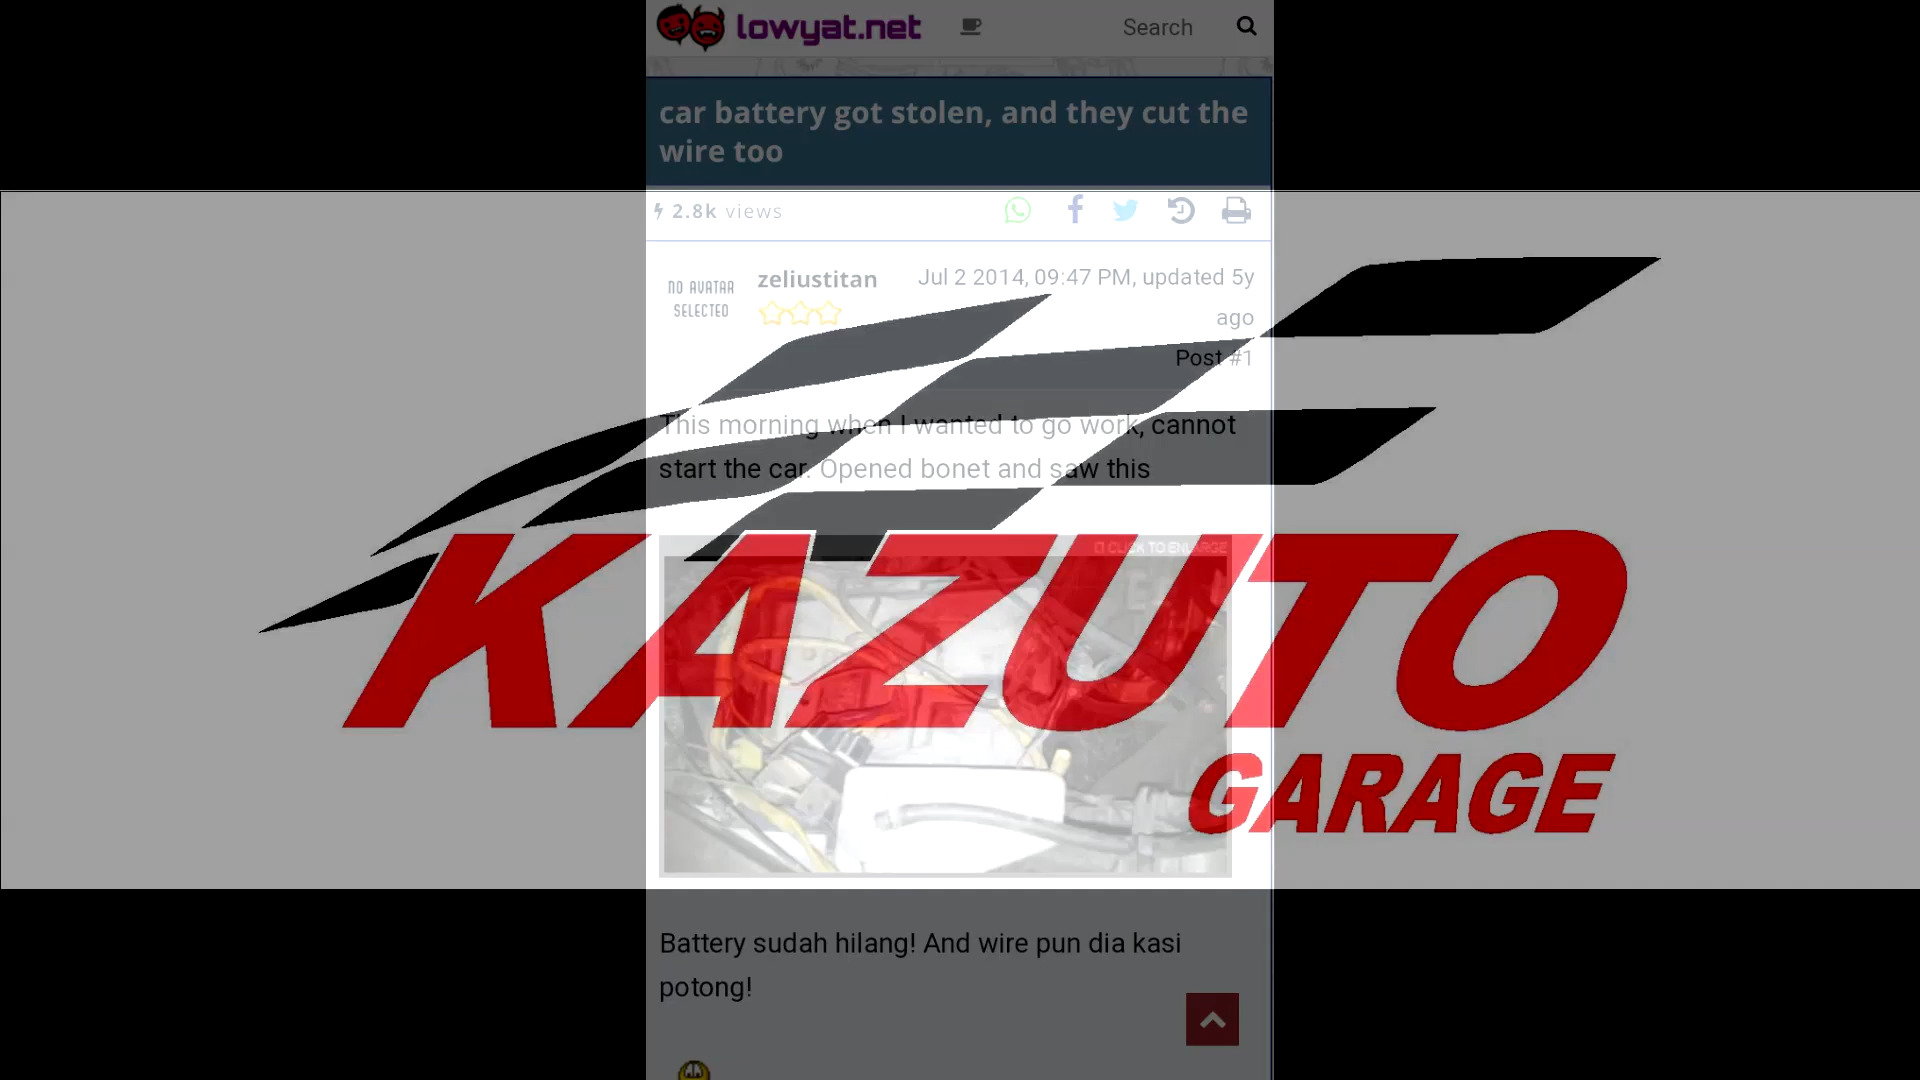 lowyat.net
Search
car battery got stolen, and they cut the
wire too
2.8k views
NO AVATAR
SELECTED
zeliustitan
Jul 2 2014, 09:47 PM, updated 5y
ago
Post #1
This morning when I wanted to go work, cannot
start the car. Opened bonet and saw this
CLICK TO ENLARGE
KAZUTO
GARAGE
Battery sudah hilang! And wire pun dia kasi
potong!